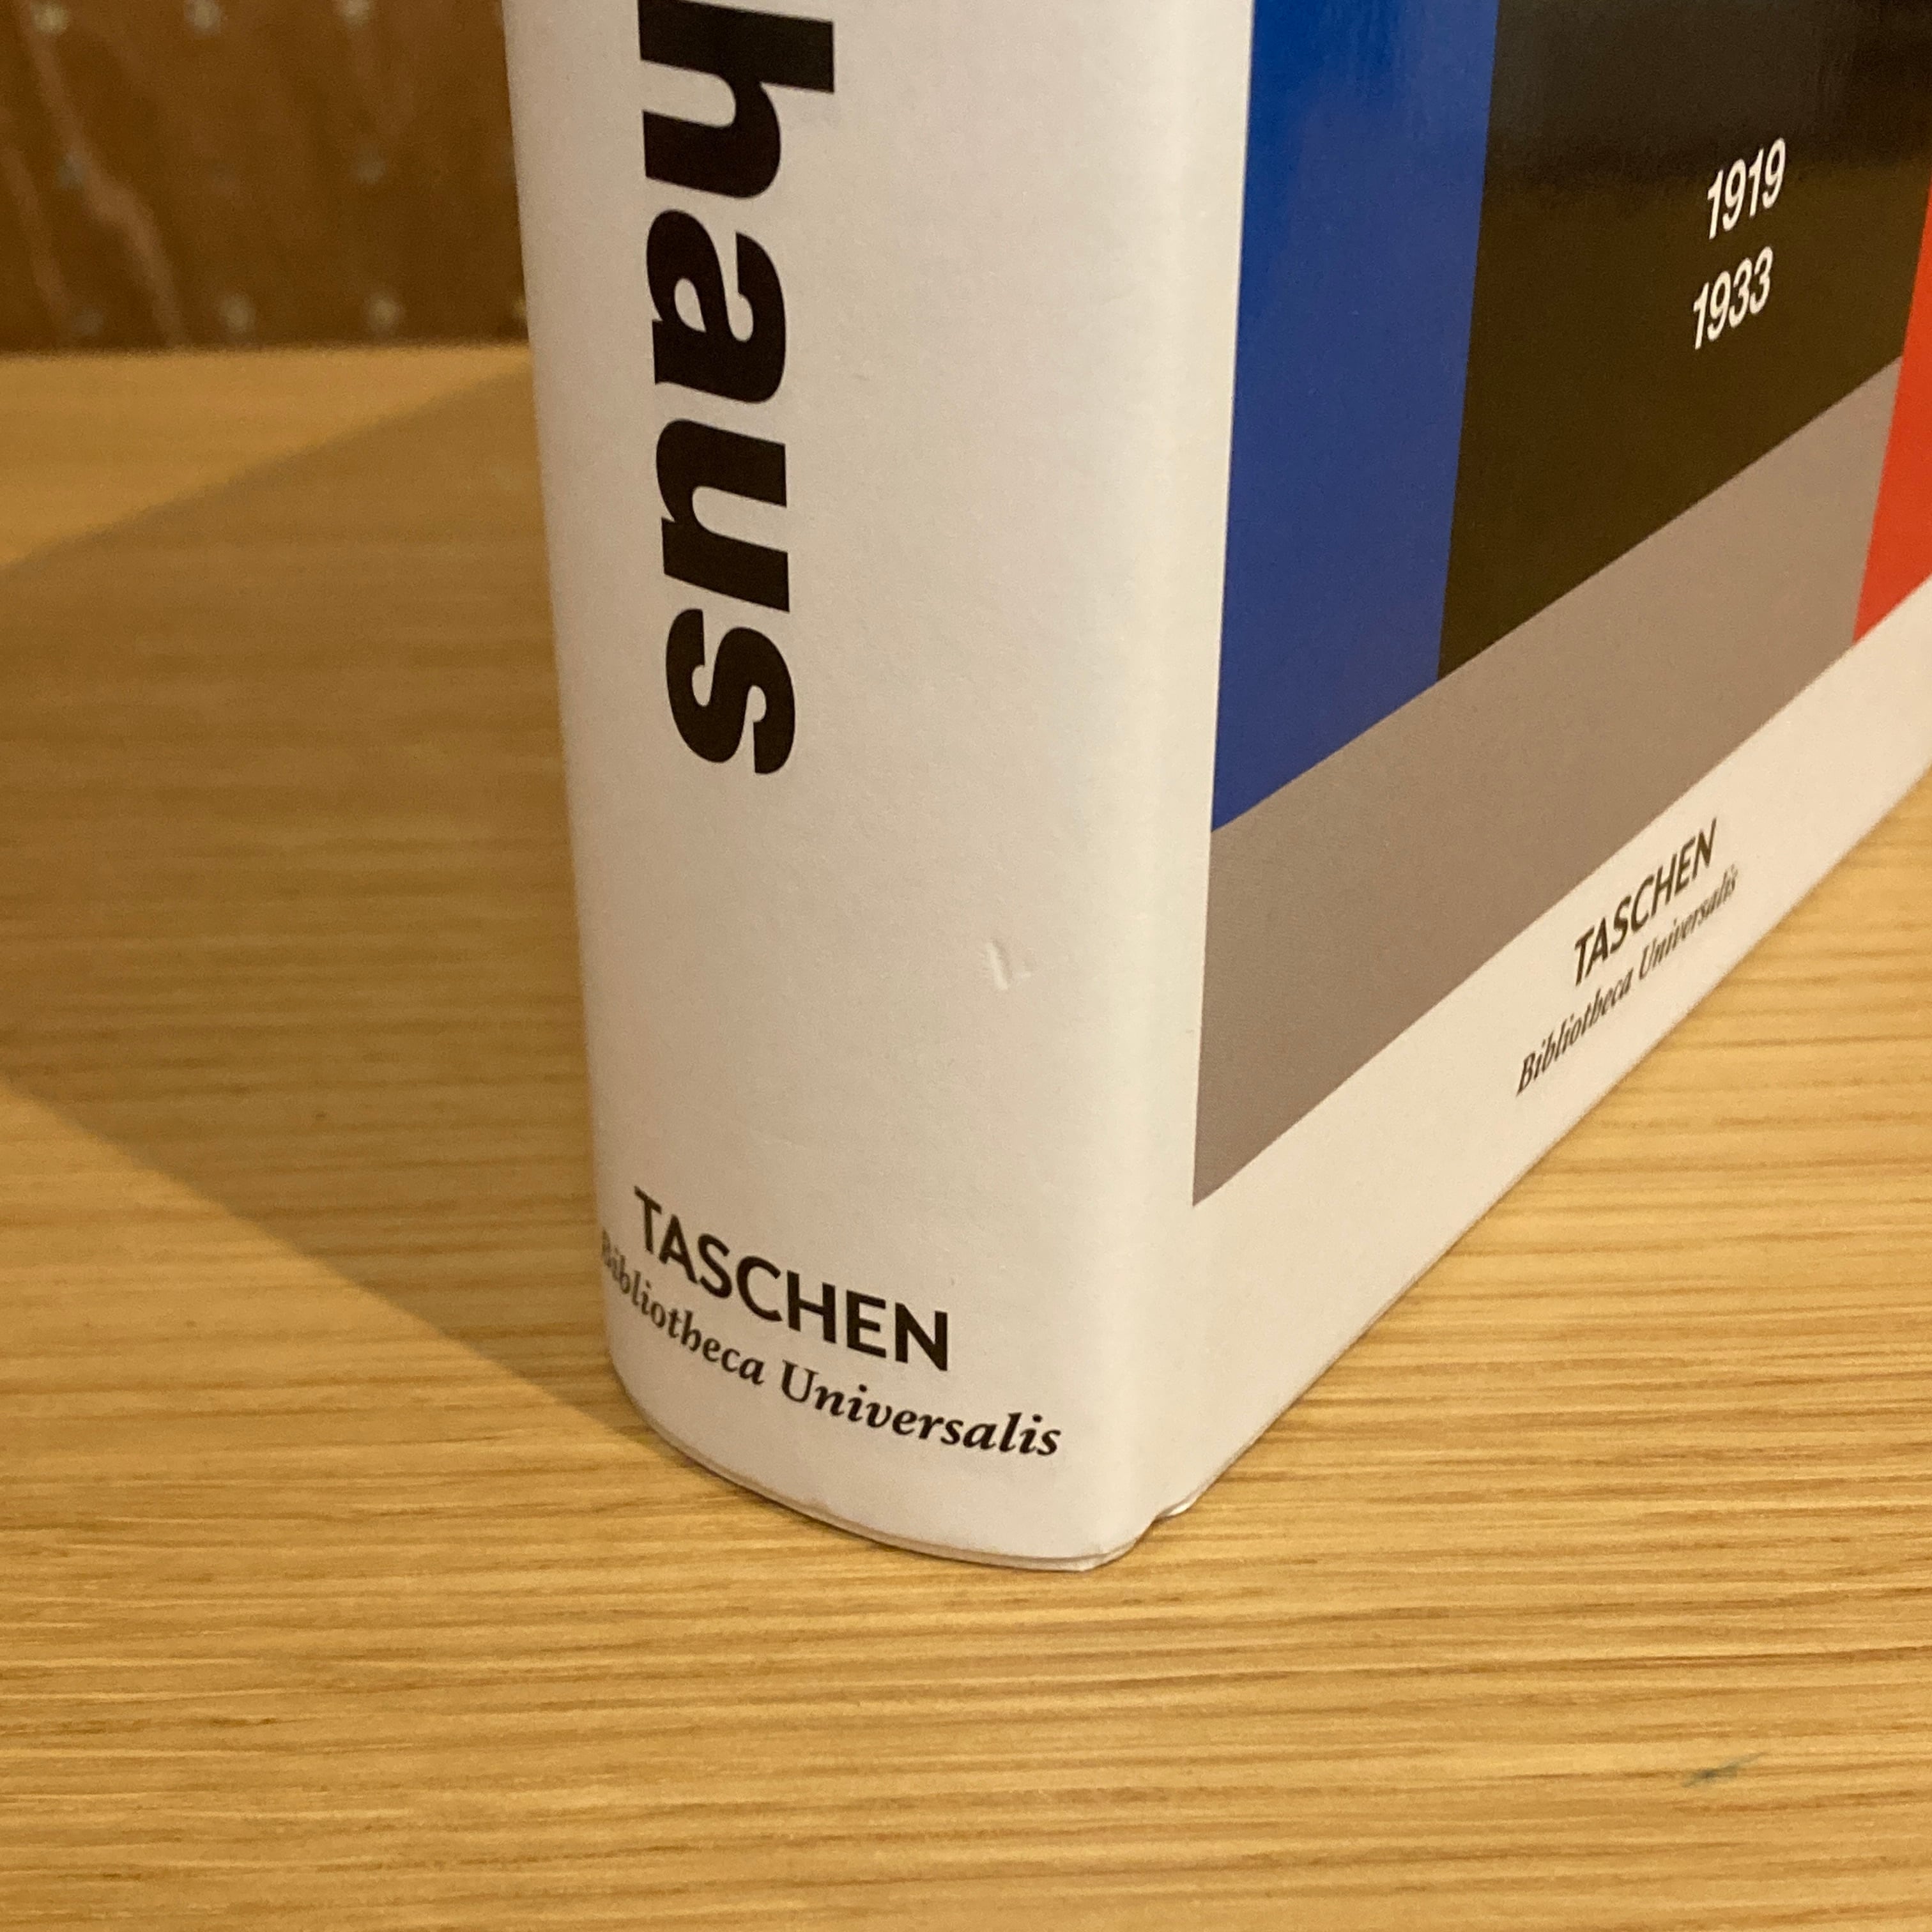 haus
TASCHEN
Bibliotheca Universalis
1919
1933
TASCHEN
Bibliotheca Universalis